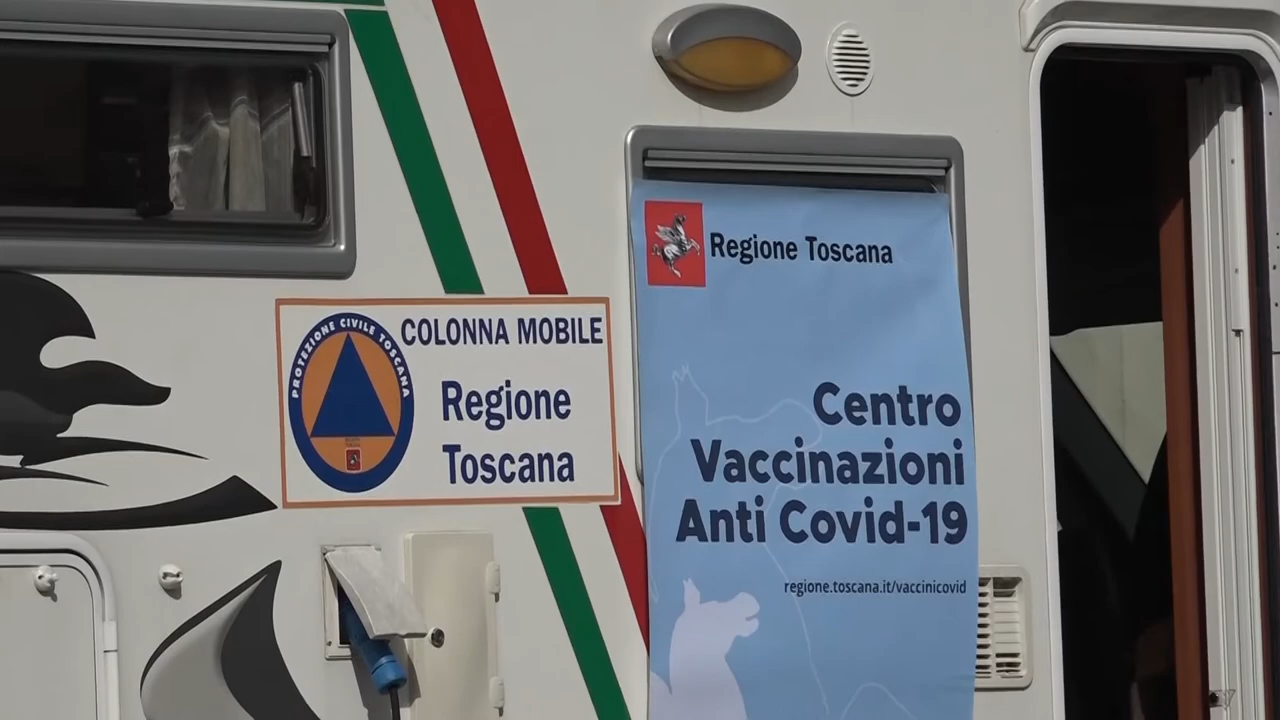 PROTEZIONE CIVILE TOSCANA
COLONNA MOBILE
Regione
Toscana
Regione Toscana
Centro
Vaccinazioni
Anti Covid-19
regione.toscana.it/vaccinicovid